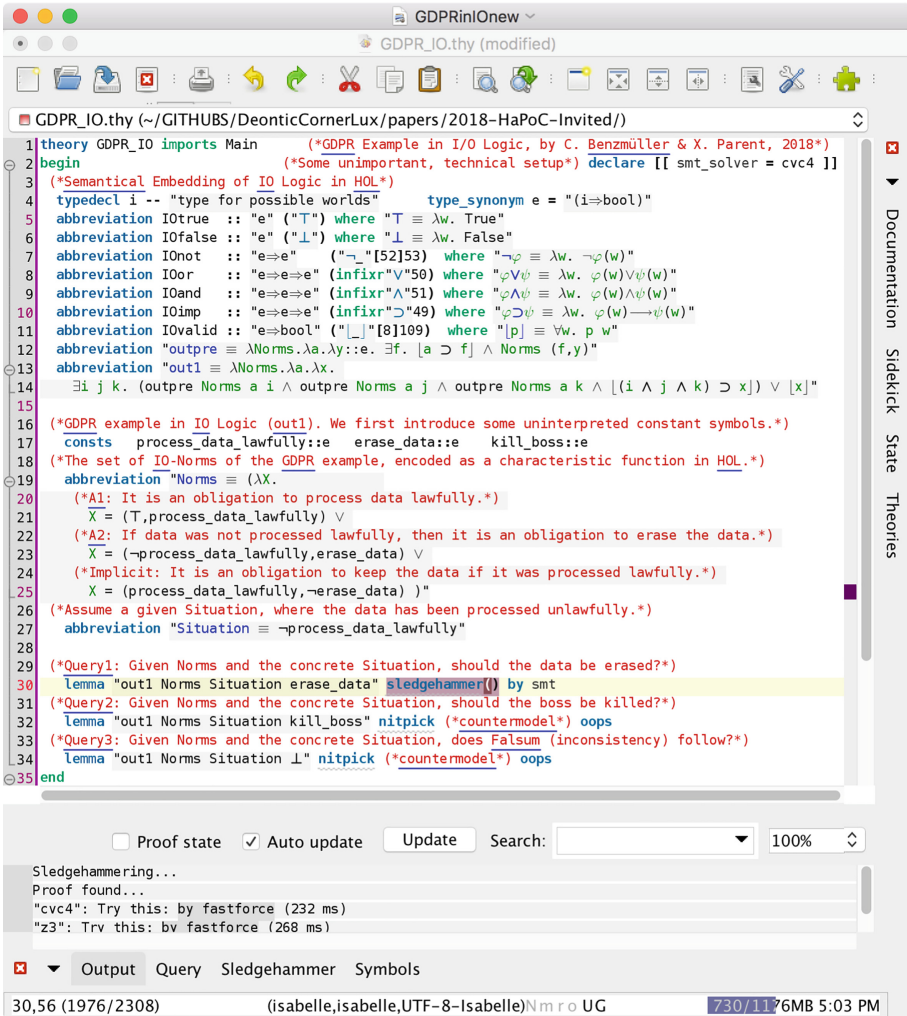 GDPRinIOnew
GDPR_IO.thy (modified)
GDPR_IO.thy (~/GITHUBS/DeonticCornerLux/papers/2018-HaPoC-Invited/)
1 theory GDPR_IO imports Main (*GDPR Example in I/O Logic, by C. Benzmüller & X. Parent, 2018*)
2 begin (*Some unimportant, technical setup*) declare [[ smt_solver = cvc4 ]]
3 (*Semantical Embedding of IO Logic in HOL*)
4 typedecl i -- "type for possible worlds" type_synonym e = "(i⇒bool)"
5 abbreviation IOtrue :: "e" ("⊤") where "⊤ ≡ λw. True"
6 abbreviation IOfalse :: "e" ("⊥") where "⊥ ≡ λw. False"
7 abbreviation IOnot :: "e⇒e" ("¬_"[52]53) where "¬φ ≡ λw. ¬φ(w)"
8 abbreviation IOor :: "e⇒e⇒e" (infixr"∨"50) where "φ∨ψ ≡ λw. φ(w)∨ψ(w)"
9 abbreviation IOand :: "e⇒e⇒e" (infixr"∧"51) where "φ∧ψ ≡ λw. φ(w)∧ψ(w)"
10 abbreviation IOimp :: "e⇒e⇒e" (infixr"⊃"49) where "φ⊃ψ ≡ λw. φ(w)⟶ψ(w)"
11 abbreviation IOvalid :: "e⇒bool" ("⌊_⌋"[8]109) where "⌊p⌋ ≡ ∀w. p w"
12 abbreviation "outpre ≡ λNorms.λa.λy::e. ∃f. ⌊a ⊃ f⌋ ∧ Norms (f,y)"
13 abbreviation "out1 ≡ λNorms.λa.λx.
14 ∃i j k. (outpre Norms a i ∧ outpre Norms a j ∧ outpre Norms a k ∧ ⌊(i ∧ j ∧ k) ⊃ x⌋) ∨ ⌊x⌋"
15
16 (*GDPR example in IO Logic (out1). We first introduce some uninterpreted constant symbols.*)
17 consts process_data_lawfully::e erase_data::e kill_boss::e
18 (*The set of IO-Norms of the GDPR example, encoded as a characteristic function in HOL.*)
19 abbreviation "Norms ≡ (λX.
20 (*A1: It is an obligation to process data lawfully.*)
21 X = (⊤,process_data_lawfully) ∨
22 (*A2: If data was not processed lawfully, then it is an obligation to erase the data.*)
23 X = (¬process_data_lawfully,erase_data) ∨
24 (*Implicit: It is an obligation to keep the data if it was processed lawfully.*)
25 X = (process_data_lawfully,¬erase_data) )"
26 (*Assume a given Situation, where the data has been processed unlawfully.*)
27 abbreviation "Situation ≡ ¬process_data_lawfully"
28
29 (*Query1: Given Norms and the concrete Situation, should the data be erased?*)
30 lemma "out1 Norms Situation erase_data" sledgehammer() by smt
31 (*Query2: Given Norms and the concrete Situation, should the boss be killed?*)
32 lemma "out1 Norms Situation kill_boss" nitpick (*countermodel*) oops
33 (*Query3: Given Norms and the concrete Situation, does Falsum (inconsistency) follow?*)
34 lemma "out1 Norms Situation ⊥" nitpick (*countermodel*) oops
35 end
Documentation
Sidekick
State
Theories
Proof state Auto update Update Search: 100%
Sledgehammering...
Proof found...
"cvc4": Try this: by fastforce (232 ms)
"z3": Try this: by fastforce (268 ms)
Output Query Sledgehammer Symbols
30,56 (1976/2308) (isabelle,isabelle,UTF-8-Isabelle)N m r o UG 730/1176MB 5:03 PM